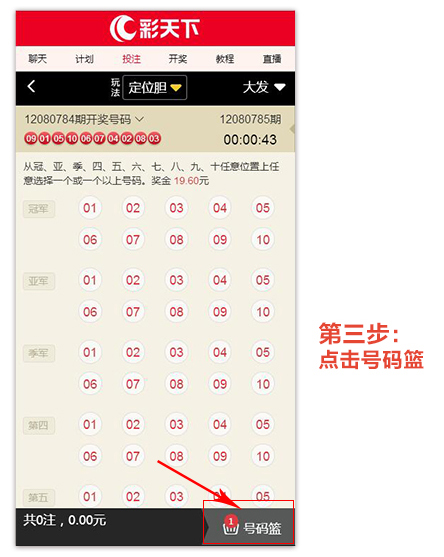 彩天下
聊天 计划 投注 开奖 教程 直播
玩法 定位胆 大发
12080784期开奖号码 12080785期
09 01 05 10 06 07 04 02 08 03 00:00:43
从冠、亚、季、四、五、六、七、八、九、十任意位置上任
意选择一个或一个以上号码。奖金 19.60元
冠军 01 02 03 04 05
06 07 08 09 10
亚军 01 02 03 04 05
06 07 08 09 10
季军 01 02 03 04 05
06 07 08 09 10
第三步：
点击号码篮
第四 01 02 03 04 05
06 07 08 09 10
第五 01 02 03 04 05
共0注，0.00元 1 号码篮